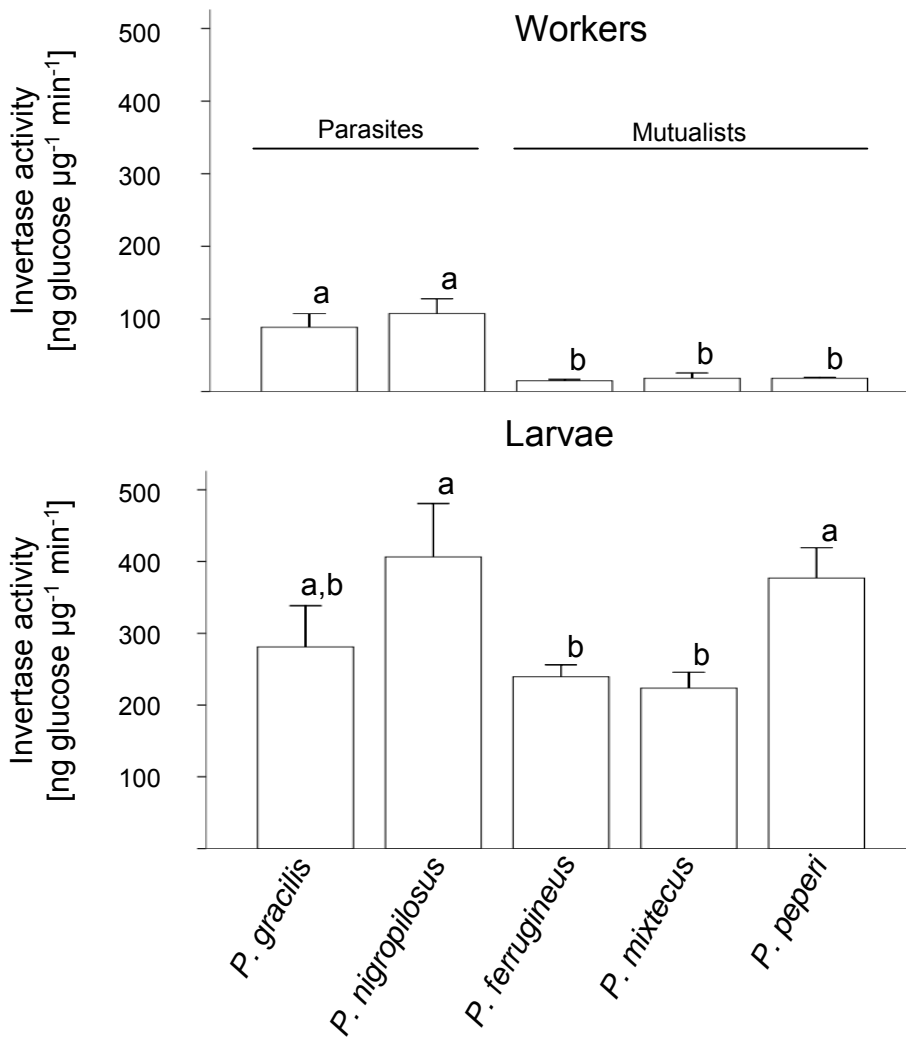 Workers
Parasites
Mutualists
Invertase activity
[ng glucose µg⁻¹ min⁻¹]
500
400
300
200
100
a
a
b
b
b
Larvae
Invertase activity
[ng glucose µg⁻¹ min⁻¹]
500
400
300
200
100
a,b
a
b
b
a
P. gracilis
P. nigropilosus
P. ferrugineus
P. mixtecus
P. peperi